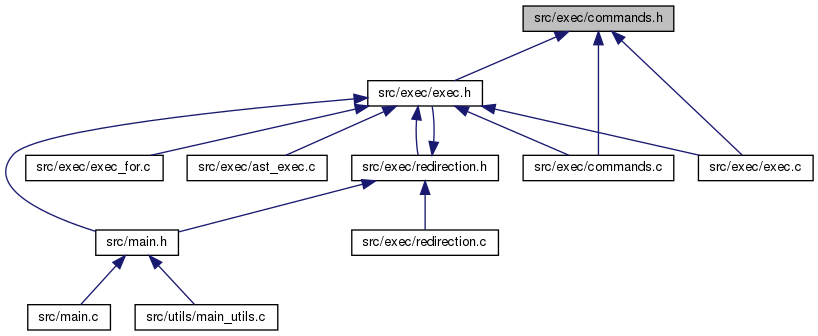 src/exec/commands.h
src/exec/exec.h
src/exec/exec_for.c
src/exec/ast_exec.c
src/exec/redirection.h
src/exec/commands.c
src/exec/exec.c
src/main.h
src/exec/redirection.c
src/main.c
src/utils/main_utils.c